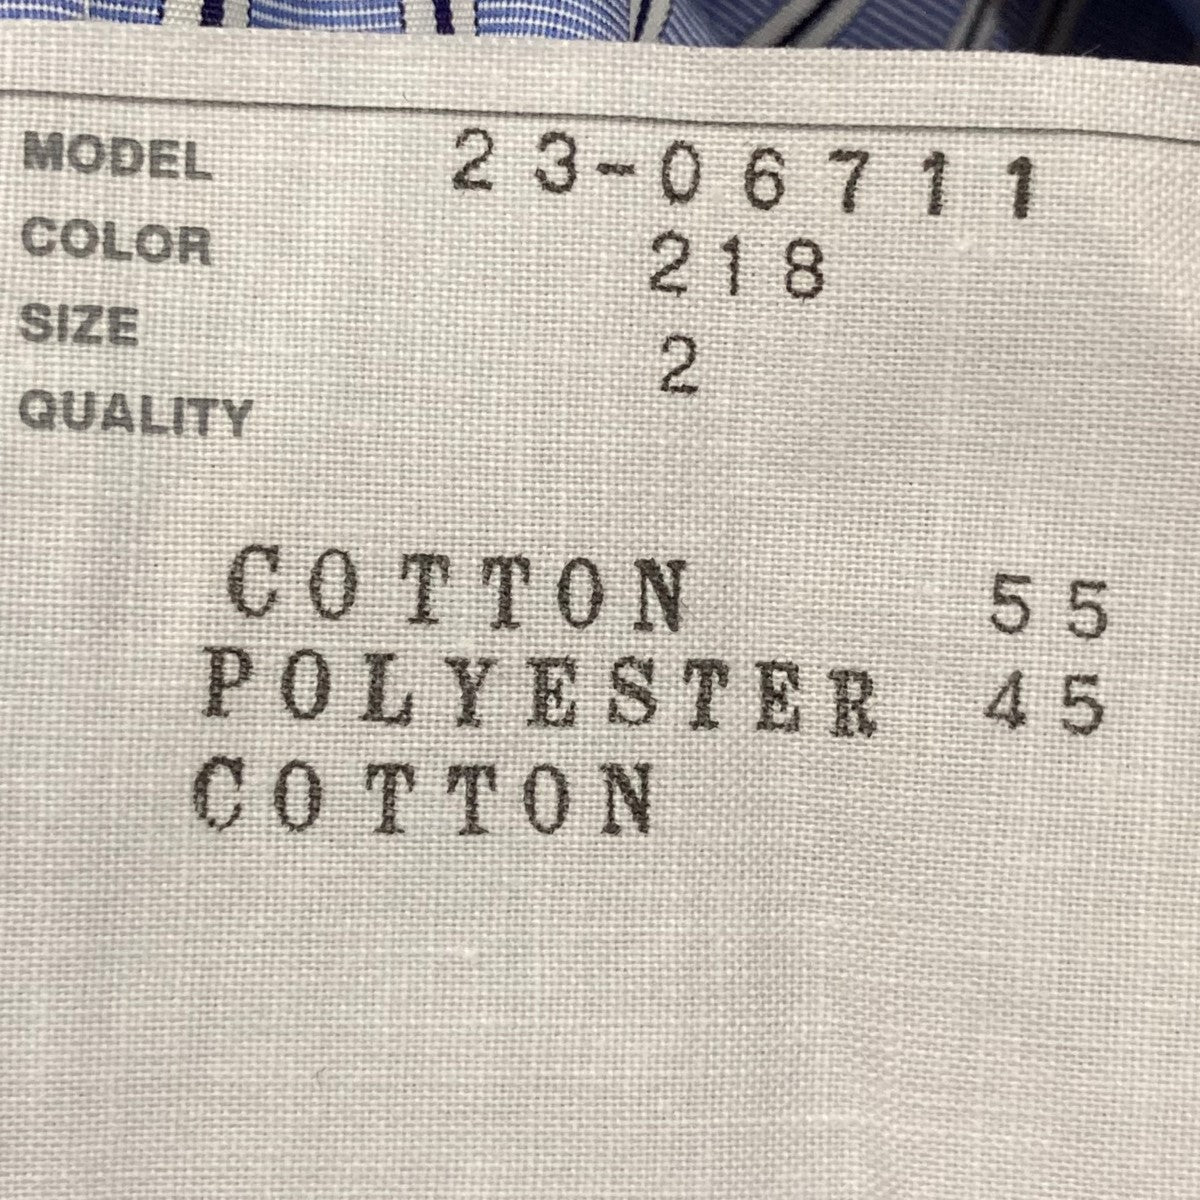 MODEL 23-06711
COLOR 218
SIZE 2
QUALITY
COTTON 55
POLYESTER 45
COTTON